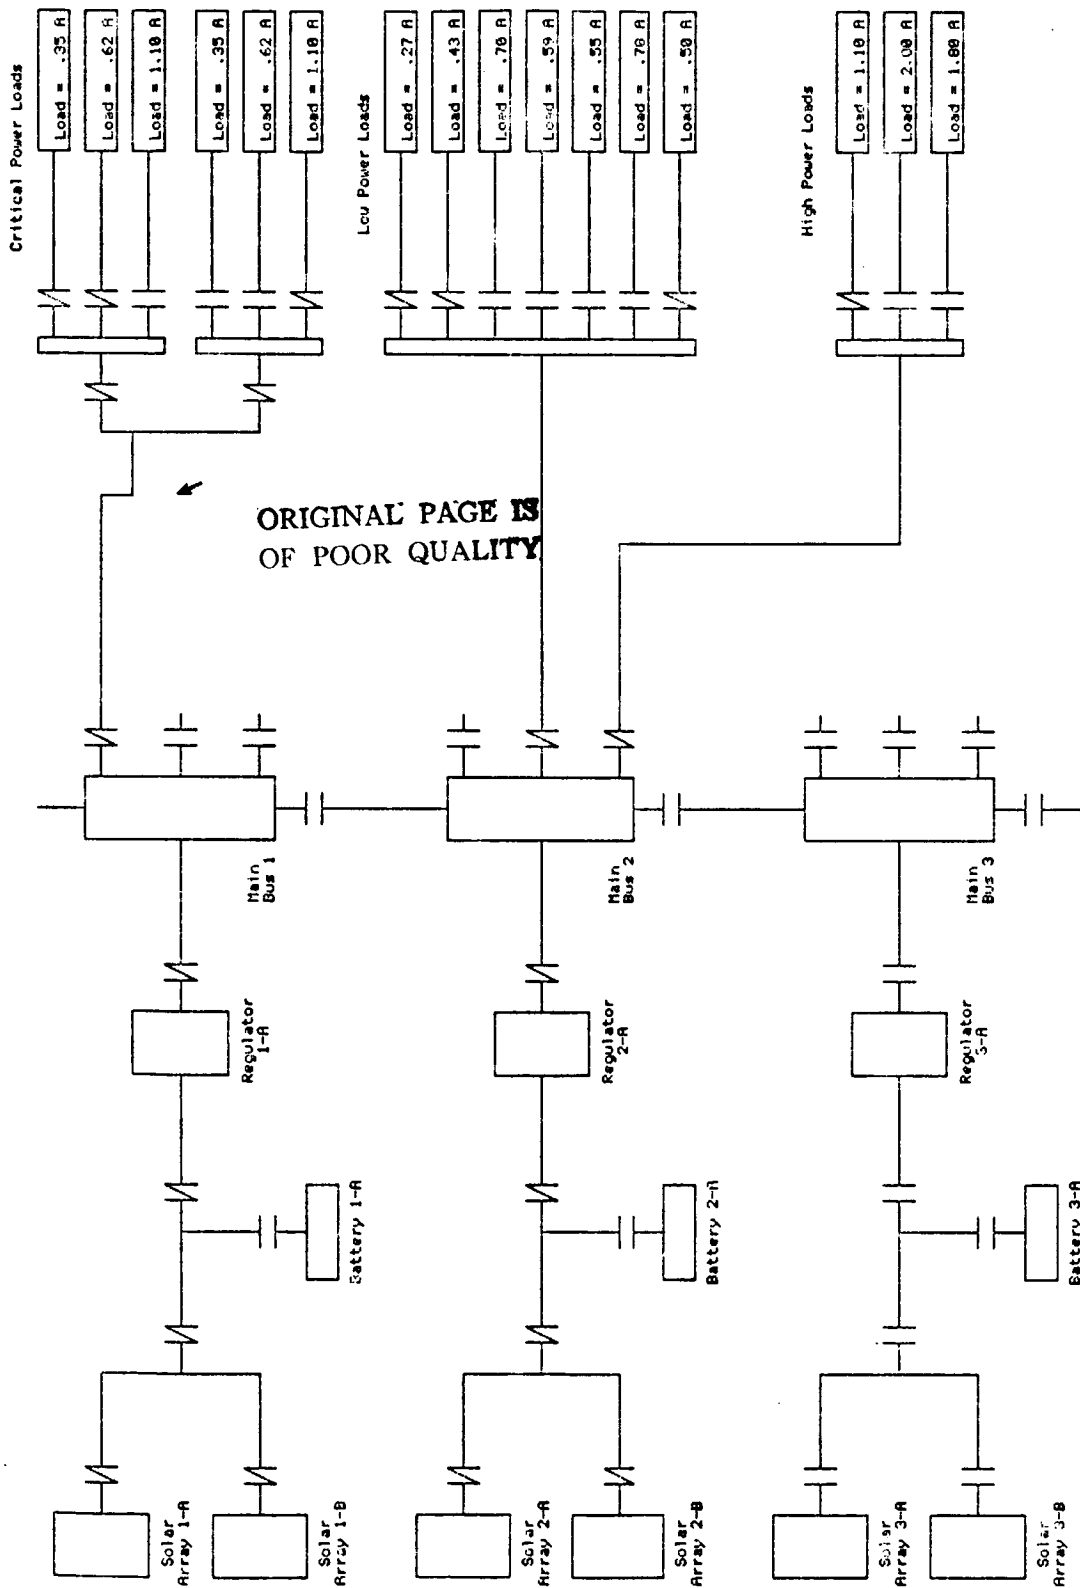 Critical Power Loads
Load = .35 A
Load = .62 A
Load = 1.10 A
Load = .35 A
Load = .62 A
Load = 1.10 A
Low Power Loads
Load = .27 A
Load = .43 A
Load = .70 A
Load = .59 A
Load = .55 A
Load = .70 A
Load = .50 A
High Power Loads
Load = 1.10 A
Load = 2.00 A
Load = 1.80 A
ORIGINAL PAGE IS
OF POOR QUALITY
Main
Bus 1
Main
Bus 2
Main
Bus 3
Regulator
1-A
Regulator
2-A
Regulator
3-A
Battery 1-A
Battery 2-A
Battery 3-A
Solar
Array 1-A
Solar
Array 1-B
Solar
Array 2-A
Solar
Array 2-B
Solar
Array 3-A
Solar
Array 3-B